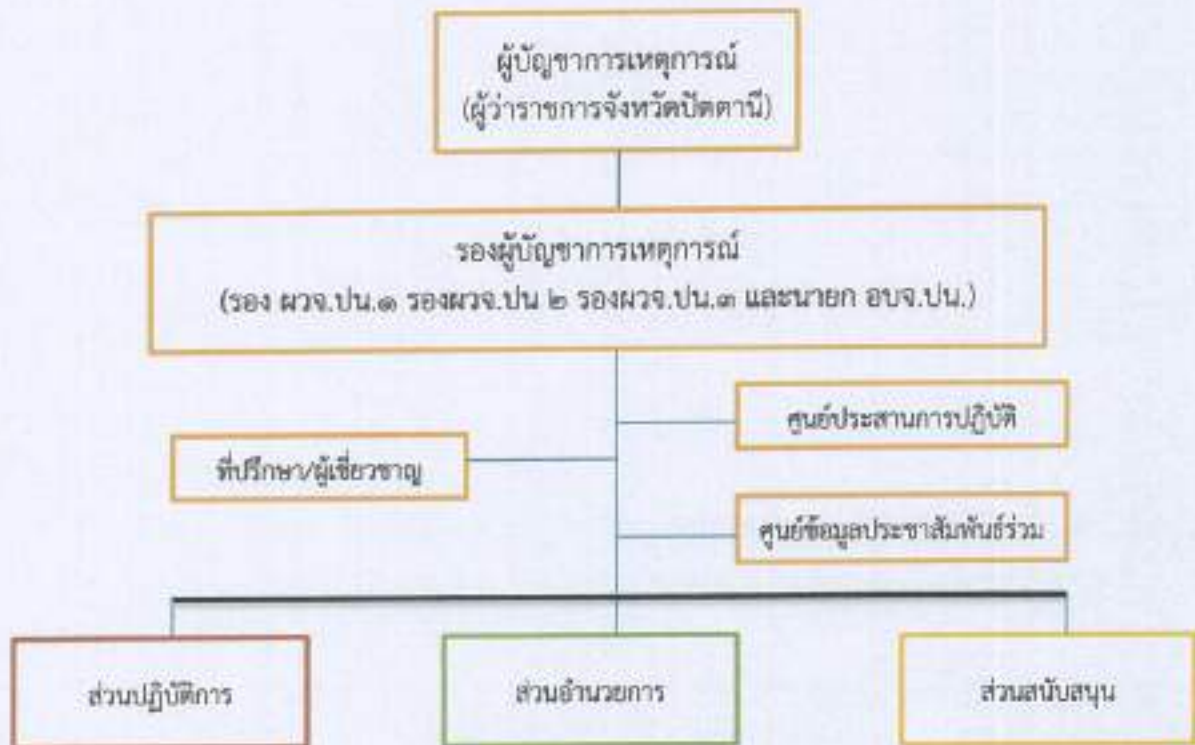 ผู้บัญชาการเหตุการณ์
(ผู้ว่าราชการจังหวัดปัตตานี)
รองผู้บัญชาการเหตุการณ์
(รอง ผวจ.ปน.๑ รองผวจ.ปน ๒ รองผวจ.ปน.๓ และนายก อบจ.ปน.)
ศูนย์ประสานการปฏิบัติ
ที่ปรึกษา/ผู้เชี่ยวชาญ
ศูนย์ข้อมูลประชาสัมพันธ์ร่วม
ส่วนปฏิบัติการ
ส่วนอำนวยการ
ส่วนสนับสนุน